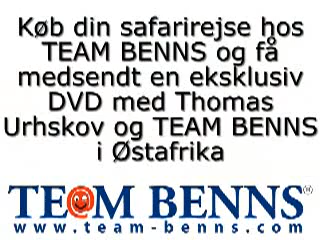 Køb din safarirejse hos
TEAM BENNS og få
medsendt en eksklusiv
DVD med Thomas
Urhskov og TEAM BENNS
i Østafrika
TEAM BENNS®
www.team-benns.com